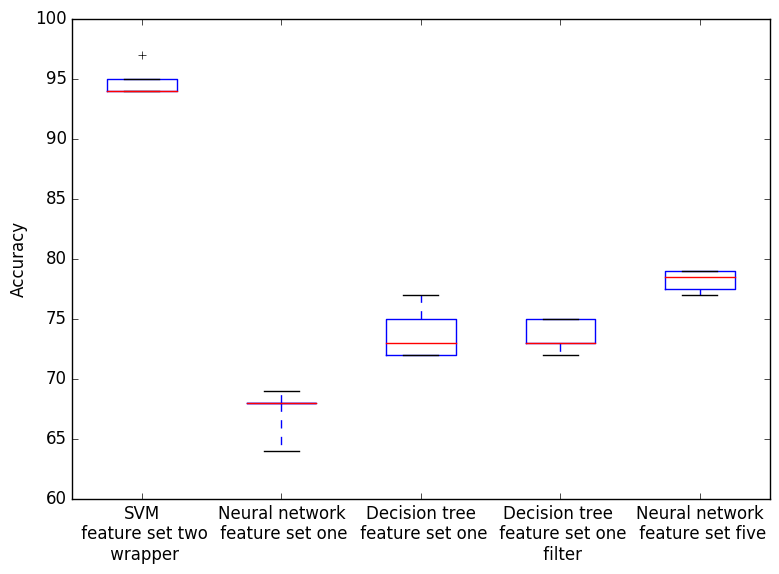 100
95
90
85
80
75
70
65
60
Accuracy
SVM
feature set two
wrapper
Neural network
feature set one
Decision tree
feature set one
Decision tree
feature set one
filter
Neural network
feature set five